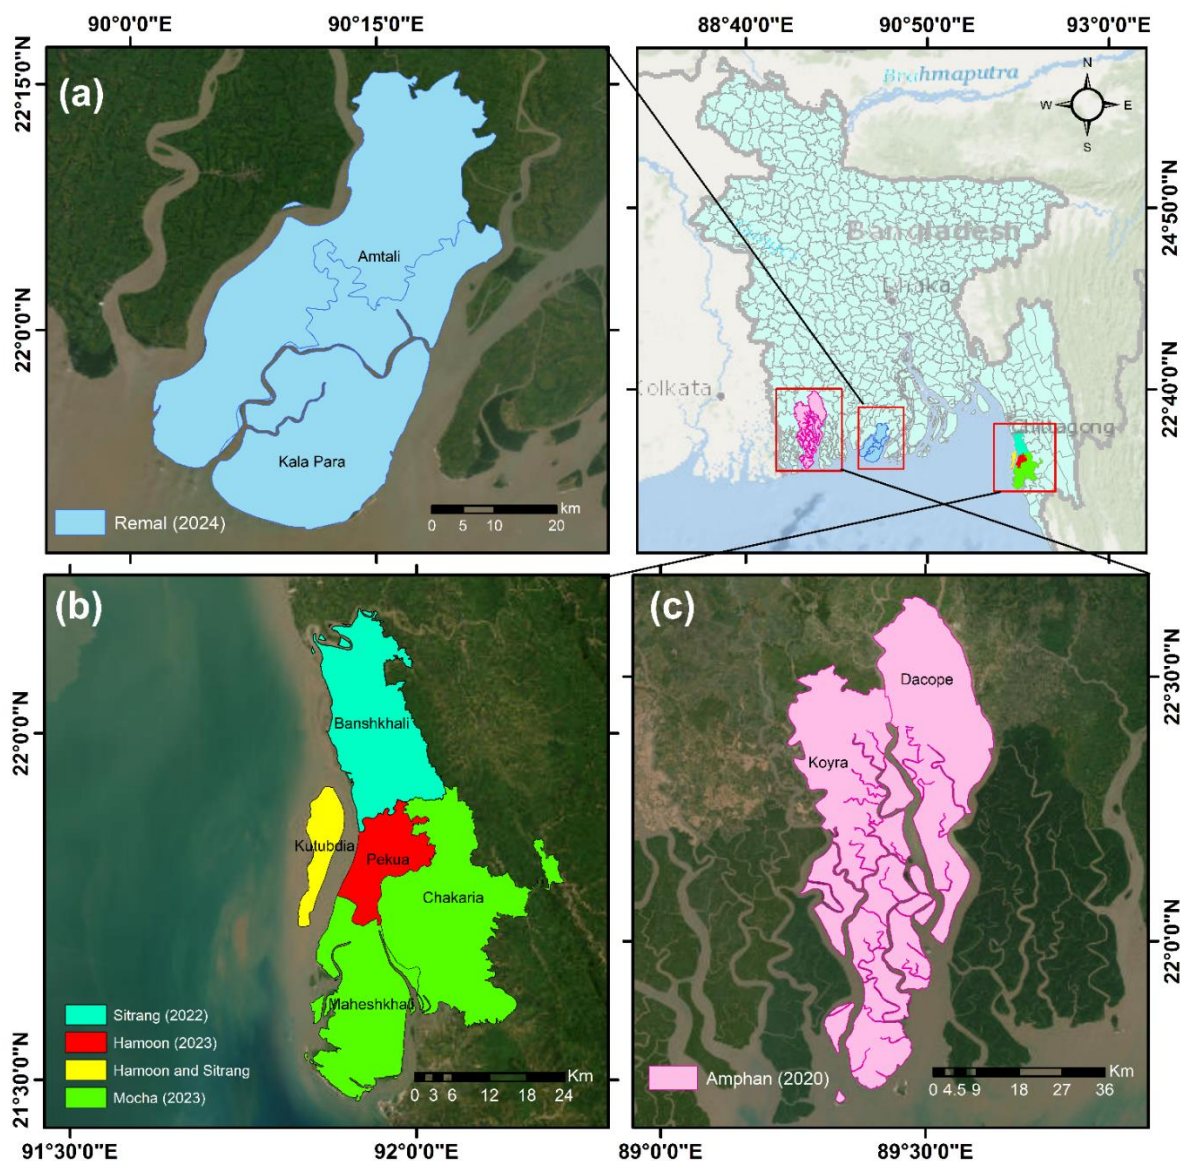 90°0'0"E 90°15'0"E
88°40'0"E 90°50'0"E 93°0'0"E
22°15'0"N
22°0'0"N
(a)
Amtali
Kala Para
Remal (2024)
km
0 5 10 20
Brahmaputra
N
W E
S
Bangladesh
Dhaka
Kolkata
Chittagong
24°50'0"N
22°40'0"N
(b)
22°0'0"N
21°30'0"N
Banshkhali
Kutubdia
Pekua
Chakaria
Maheshkhali
Sitrang (2022)
Hamoon (2023)
Hamoon and Sitrang
Mocha (2023)
Km
0 3 6 12 18 24
91°30'0"E 92°0'0"E
(c)
Dacope
Koyra
Amphan (2020)
Km
0 4.5 9 18 27 36
22°30'0"N
22°0'0"N
89°0'0"E 89°30'0"E